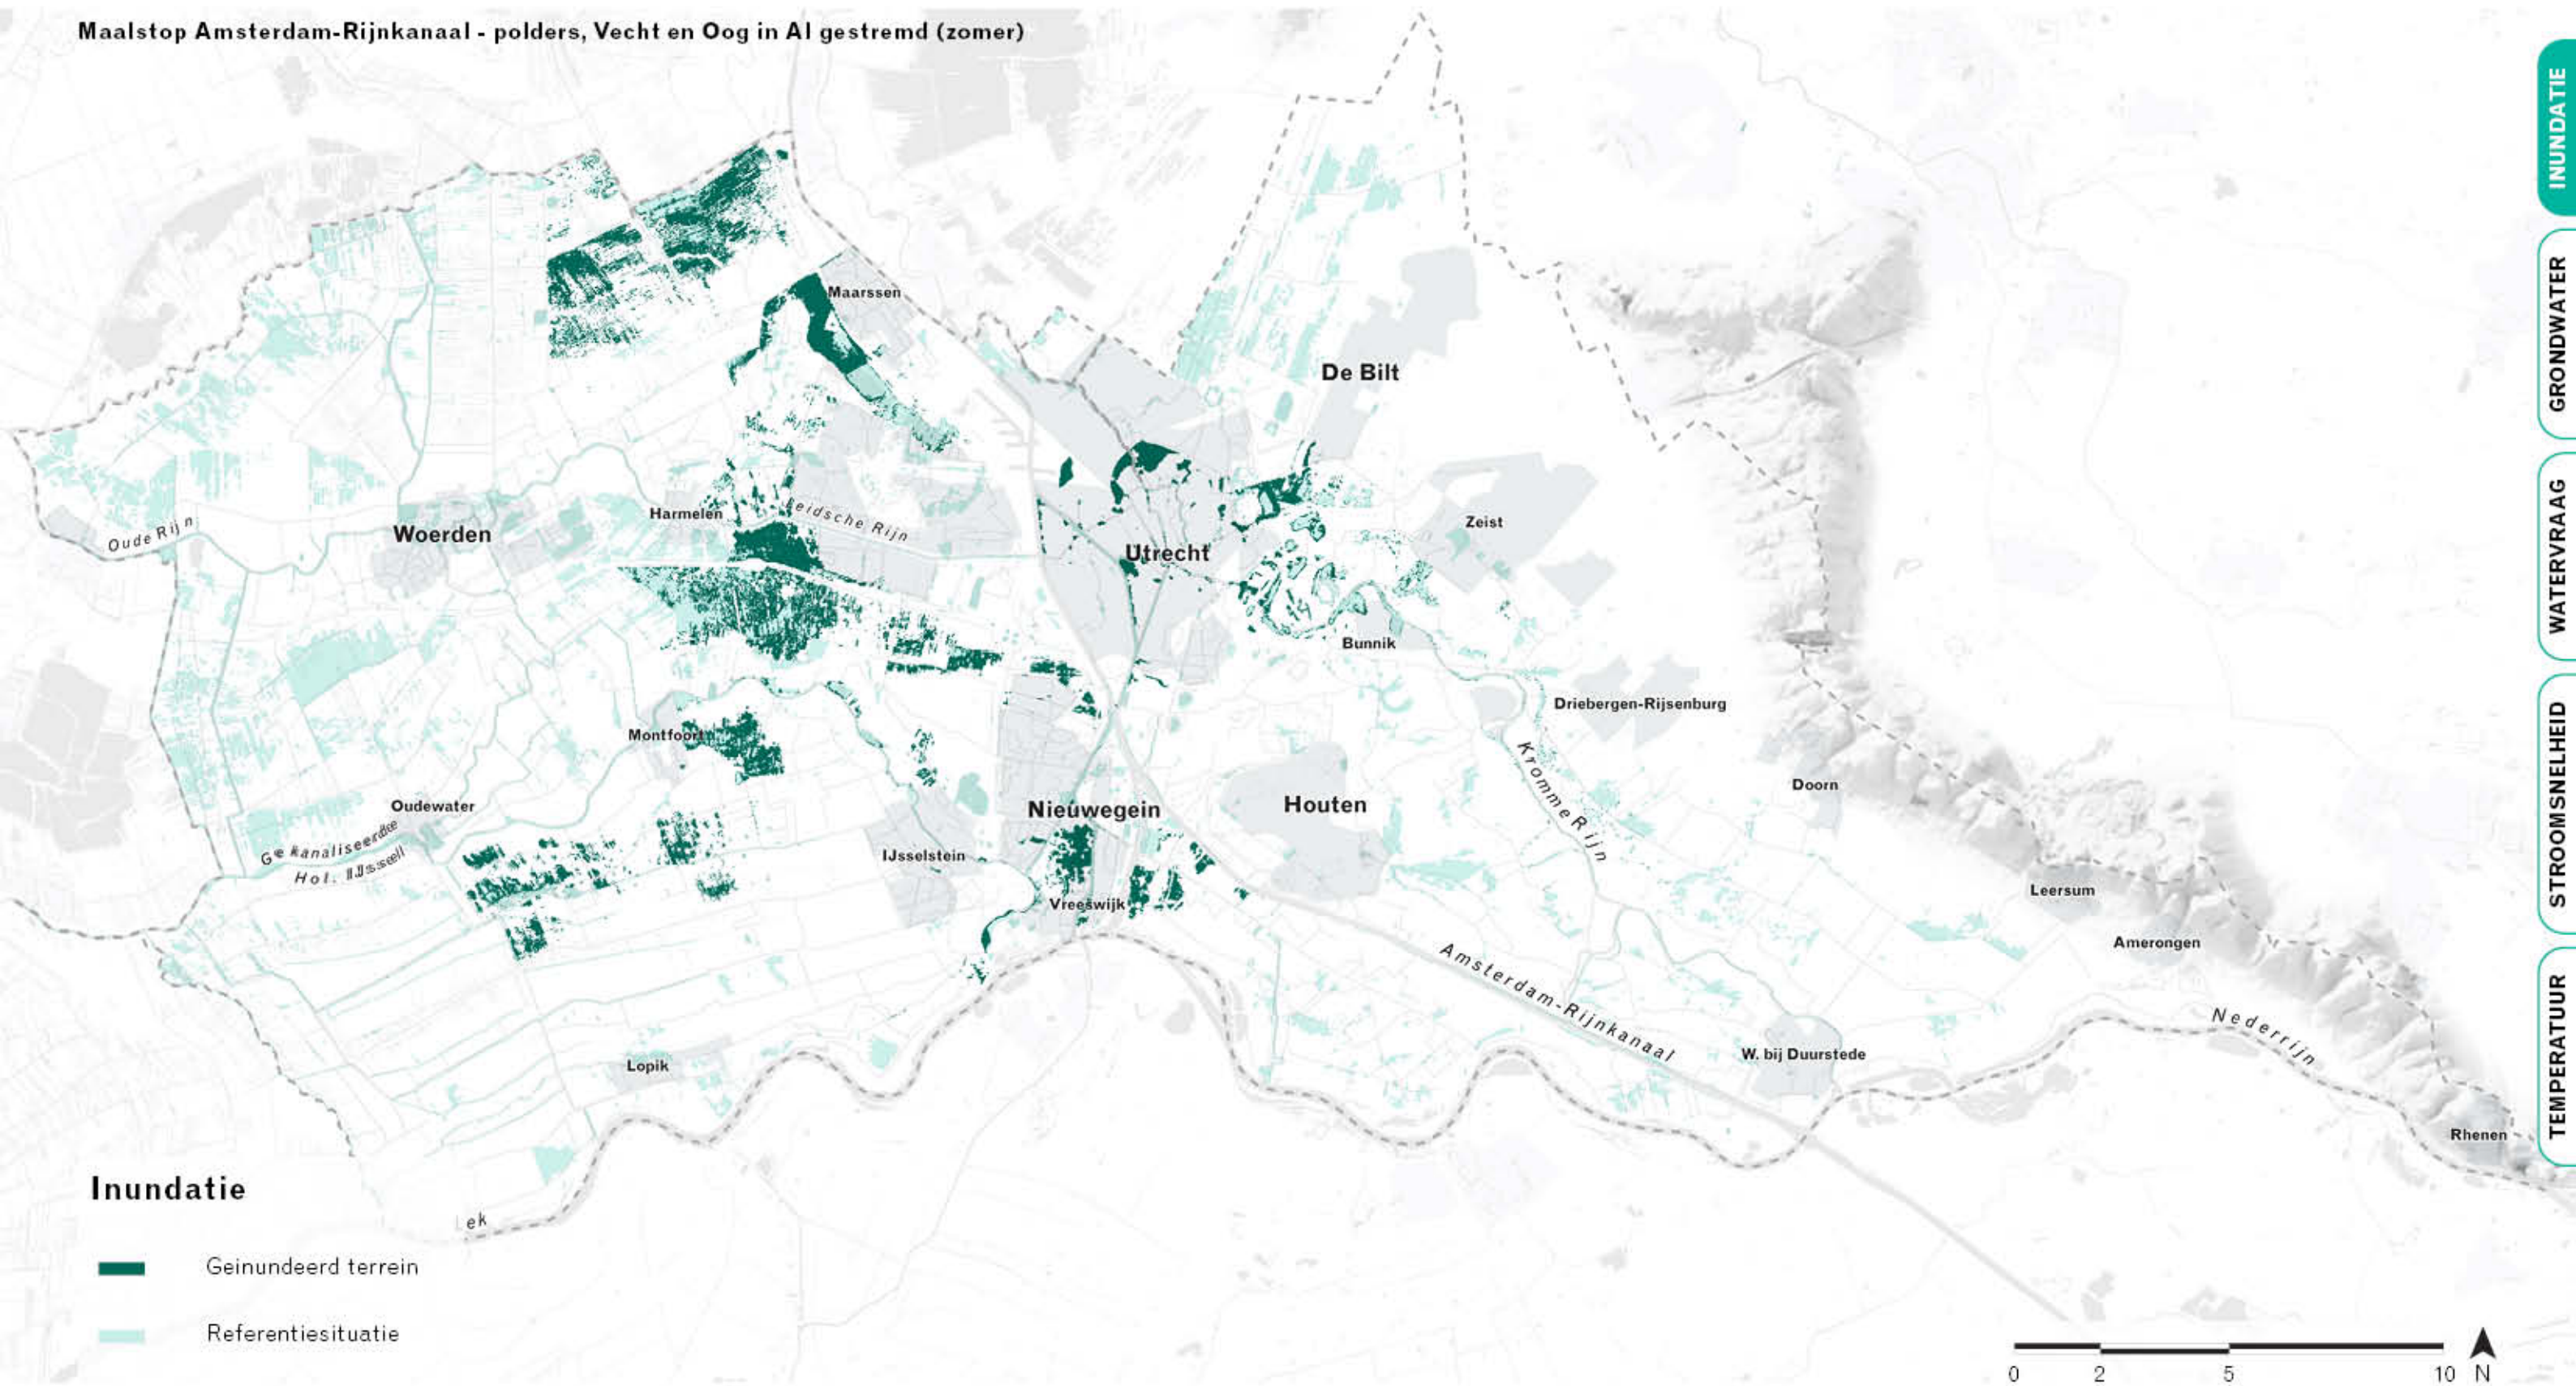 Maalstop Amsterdam-Rijnkanaal - polders, Vecht en Oog in Al gestremd (zomer)
INUNDATIE
GRONDWATER
WATERVRAAG
STROOMSNELHEID
TEMPERATUUR
Maarssen
De Bilt
Harmelen
Leidsche Rijn
Woerden
Oude Rijn
Utrecht
Zeist
Bunnik
Driebergen-Rijsenburg
Montfoort
Kromme Rijn
Doorn
Oudewater
Nieuwegein
Houten
Gekanaliseerde
Hol. IJssel
IJsselstein
Vreeswijk
Leersum
Amerongen
Amsterdam-Rijnkanaal
Nederrijn
Lopik
W. bij Duurstede
Rhenen
Lek
Inundatie
Geinundeerd terrein
Referentiesituatie
0 2 5 10 N